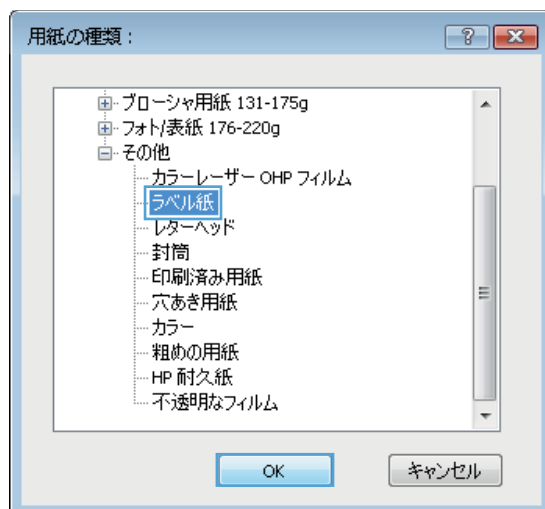 用紙の種類:
ブローシャ用紙 131-175g
フォト/表紙 176-220g
その他
カラーレーザー OHP フィルム
ラベル紙
レターヘッド
封筒
印刷済み用紙
穴あき用紙
カラー
粗めの用紙
HP 耐久紙
不透明なフィルム
OK キャンセル